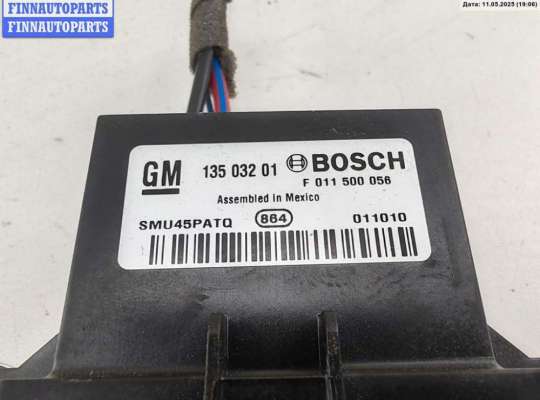 FINNAUTOPARTS
FINNAUTOPARTS
Дата: 11.05.2025 (19:06)
GM 135 032 01 BOSCH
F 011 500 056
Assembled in Mexico
SMU45PATQ 864 011010